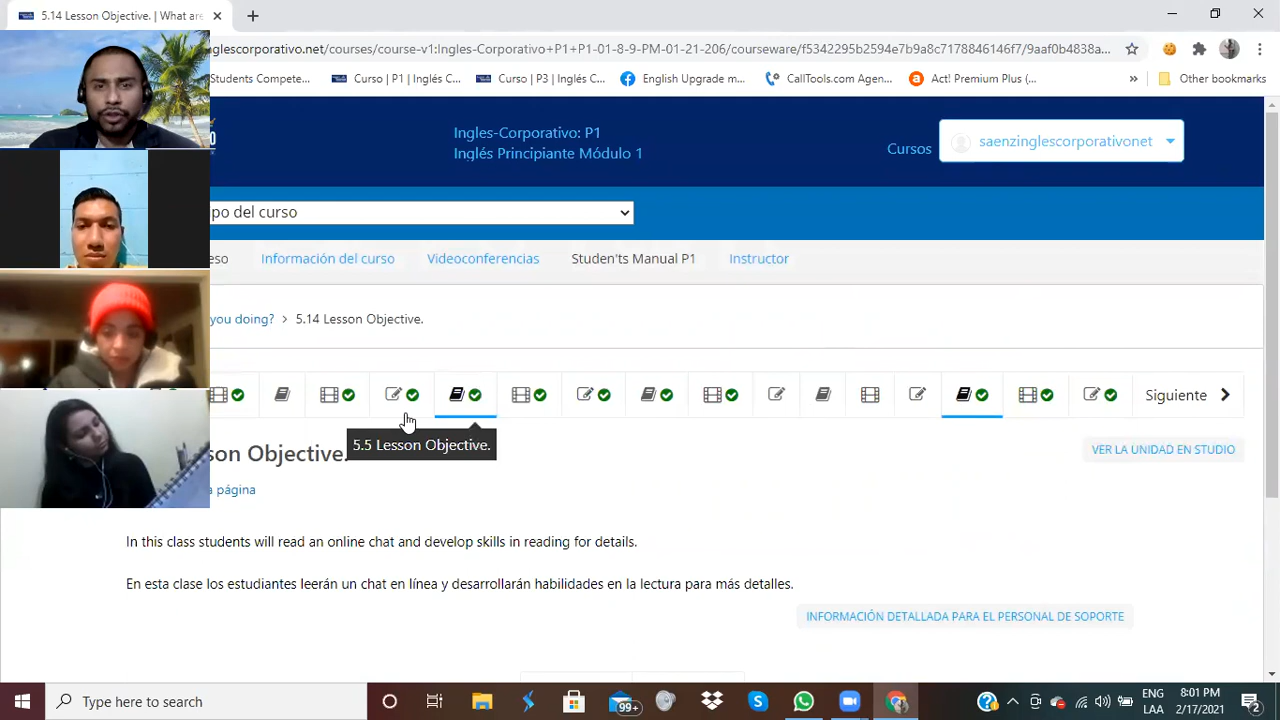 5.14 Lesson Objective. | What are
glescorporativo.net/courses/course-v1:Ingles-Corporativo+P1+P1-01-8-9-PM-01-21-206/courseware/f5342295b2594e7b9a8c7178846146f7/9aaf0b4838a...
Students Compete... Curso | P1 | Inglés C... Curso | P3 | Inglés C... English Upgrade m... CallTools.com Agen... Act! Premium Plus (... » Other bookmarks
Ingles-Corporativo: P1
Inglés Principiante Módulo 1
Cursos
saenzinglescorporativonet
po del curso
eso Información del curso Videoconferencias Studen'ts Manual P1 Instructor
you doing? > 5.14 Lesson Objective.
Siguiente
5.5 Lesson Objective.
son Objective.
VER LA UNIDAD EN STUDIO
a página
In this class students will read an online chat and develop skills in reading for details.
En esta clase los estudiantes leerán un chat en línea y desarrollarán habilidades en la lectura para más detalles.
INFORMACIÓN DETALLADA PARA EL PERSONAL DE SOPORTE
Type here to search
99+
ENG
LAA
8:01 PM
2/17/2021
2